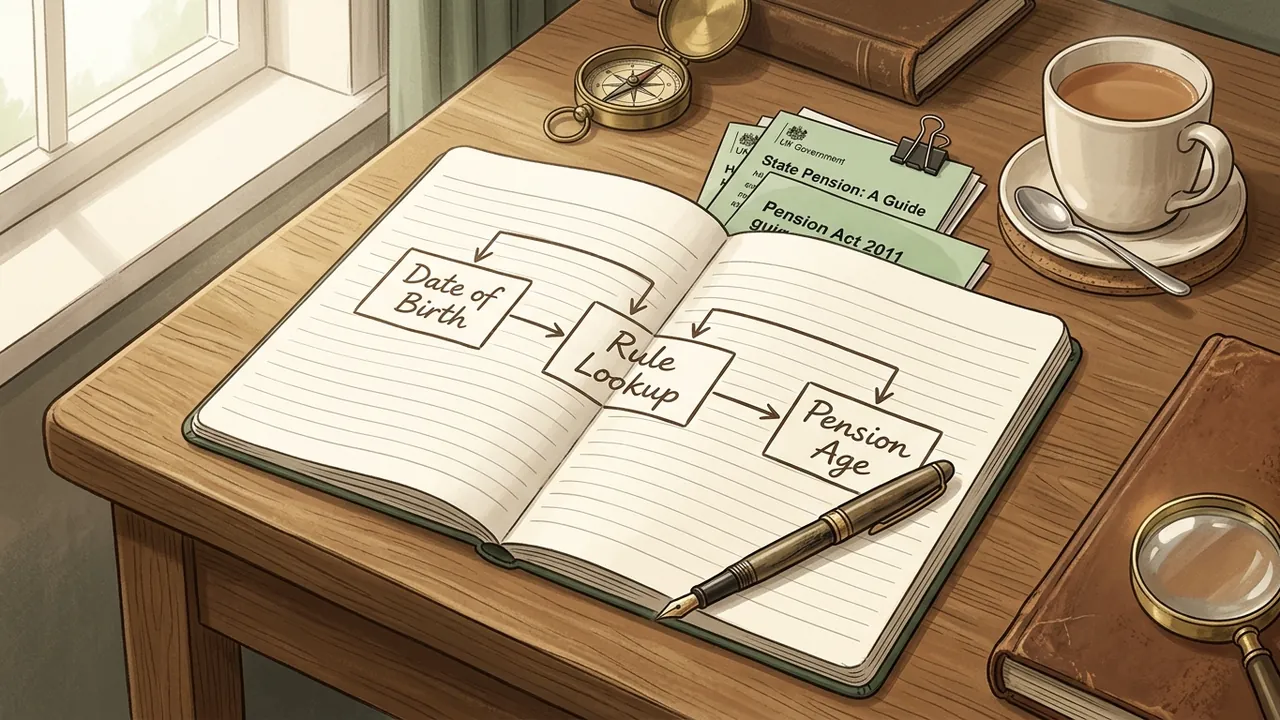 UK Government
State Pension: A Guide
Pension Act 2011
Date of
Birth
Rule
Lookup
Pension
Age